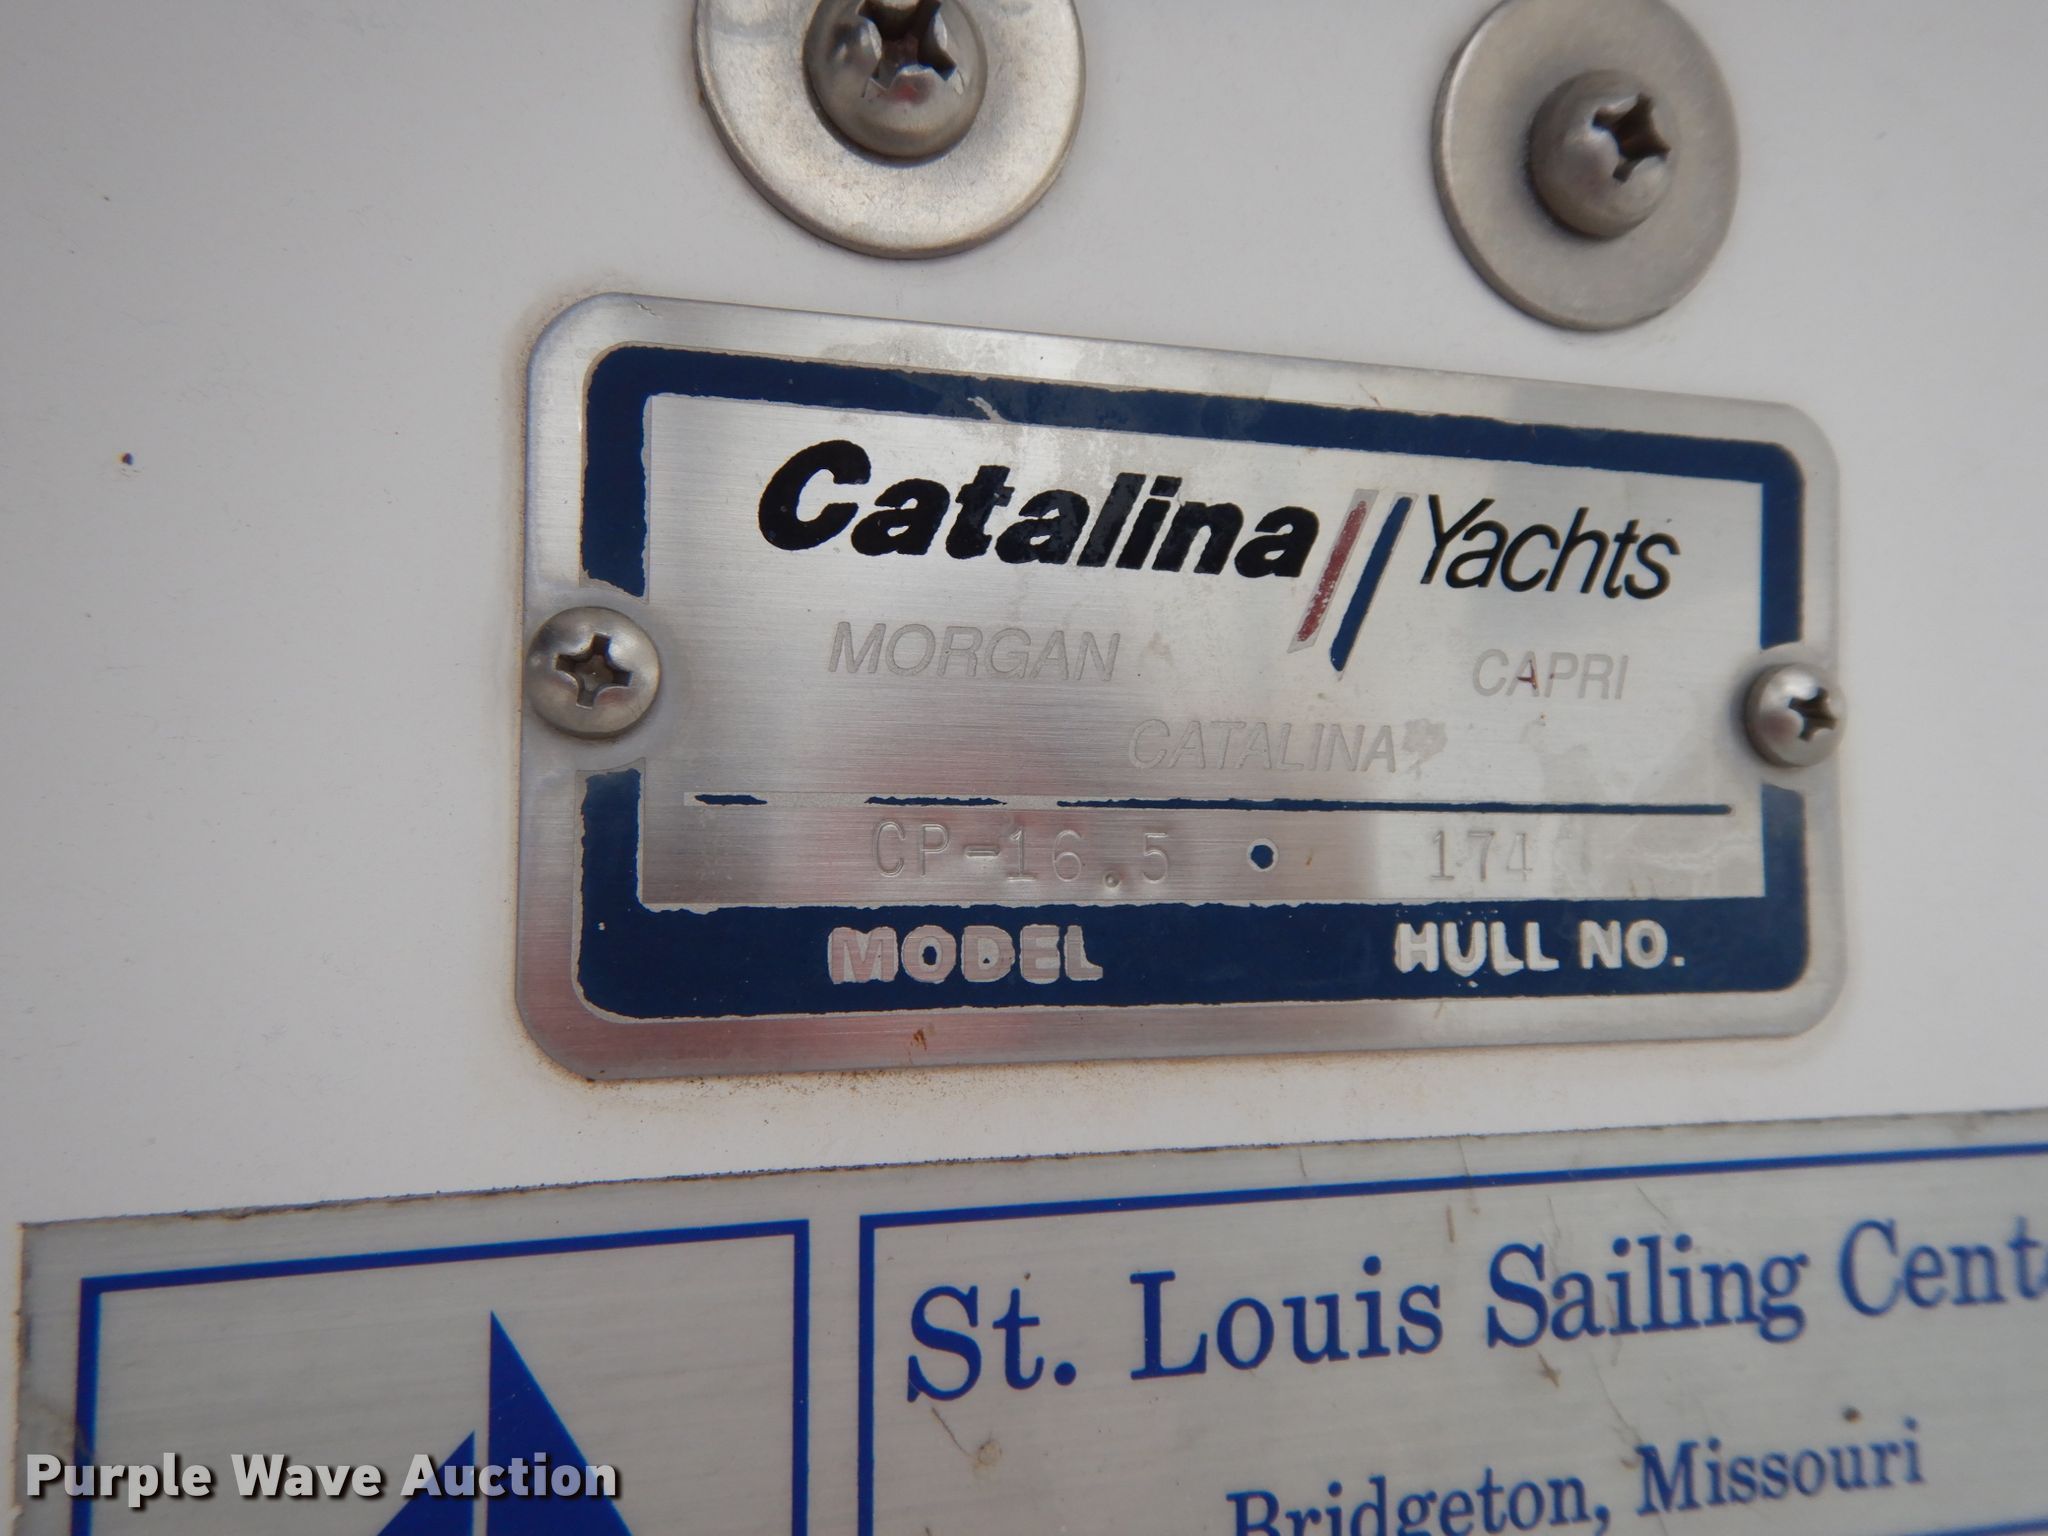 Catalina Yachts
MORGAN CAPRI
CATALINA
CP-16.5 • 174
MODEL HULL NO.
St. Louis Sailing
Bridgeton, Missouri
Purple Wave Auction